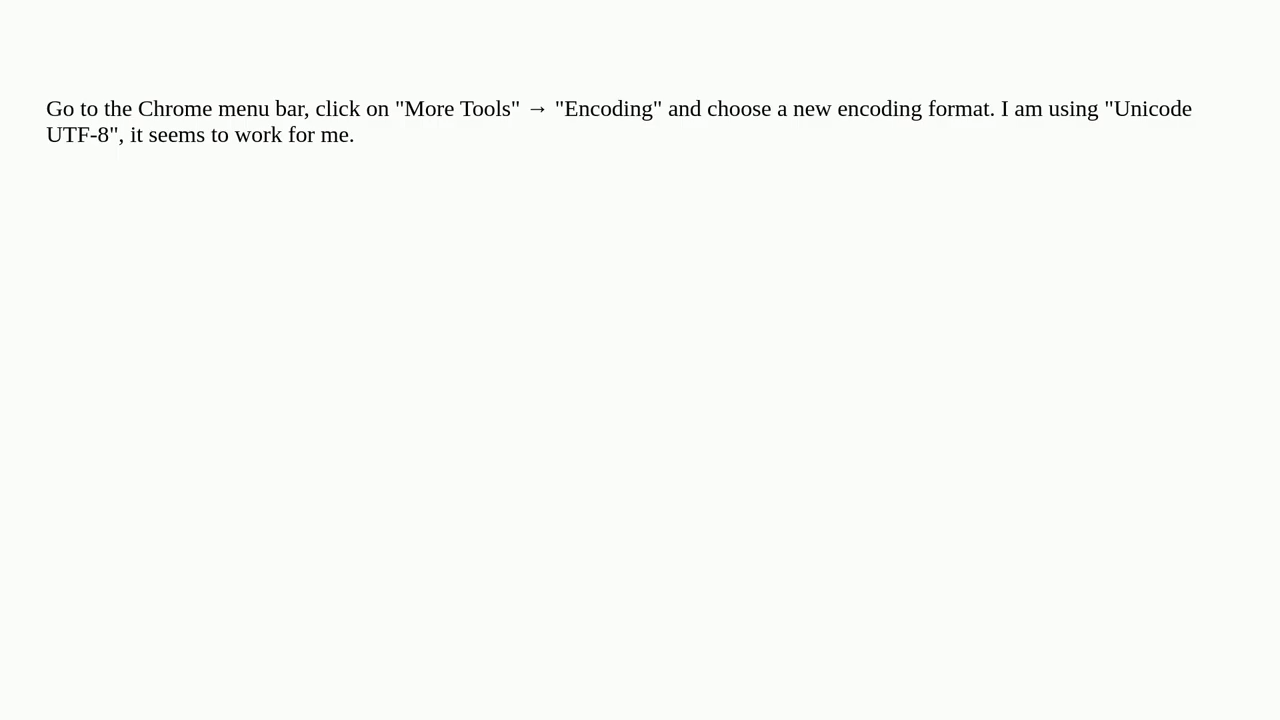 Go to the Chrome menu bar, click on "More Tools" → "Encoding" and choose a new encoding format. I am using "Unicode
UTF-8", it seems to work for me.